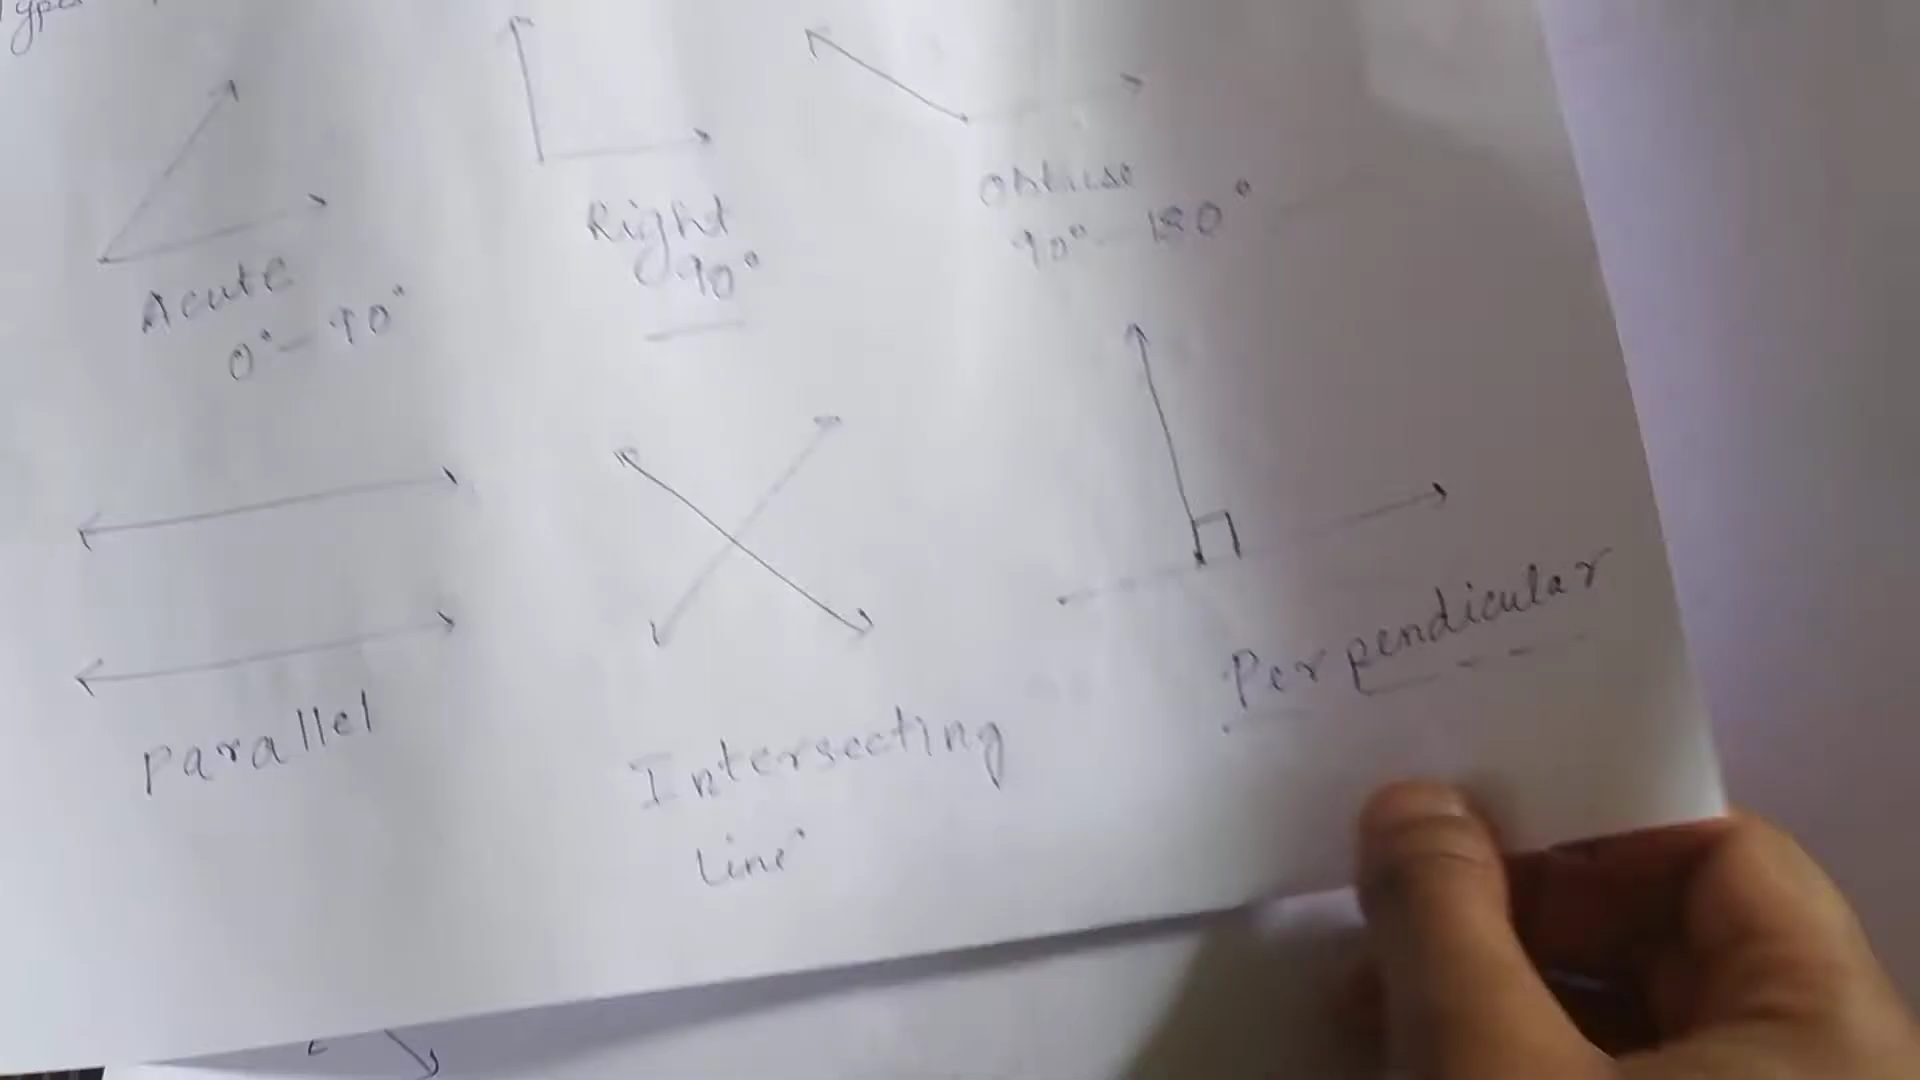 Acute
0° - 90°
Right
90°
Obtuse
90° - 180°
Parallel
Intersecting
Line
Perpendicular